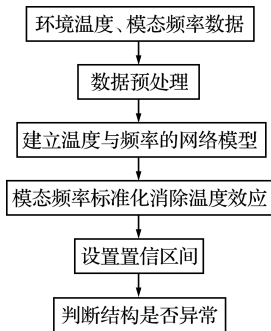 环境温度、模态频率数据
数据预处理
建立温度与频率的网络模型
模态频率标准化消除温度效应
设置置信区间
判断结构是否异常